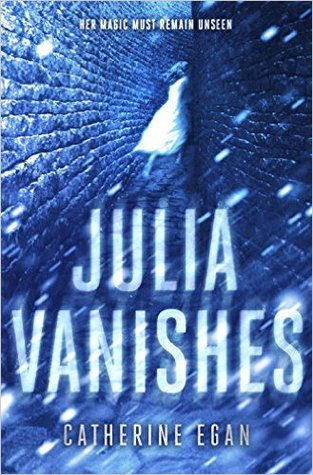 HER MAGIC MUST REMAIN UNSEEN
JULIA
VANISHES
CATHERINE EGAN